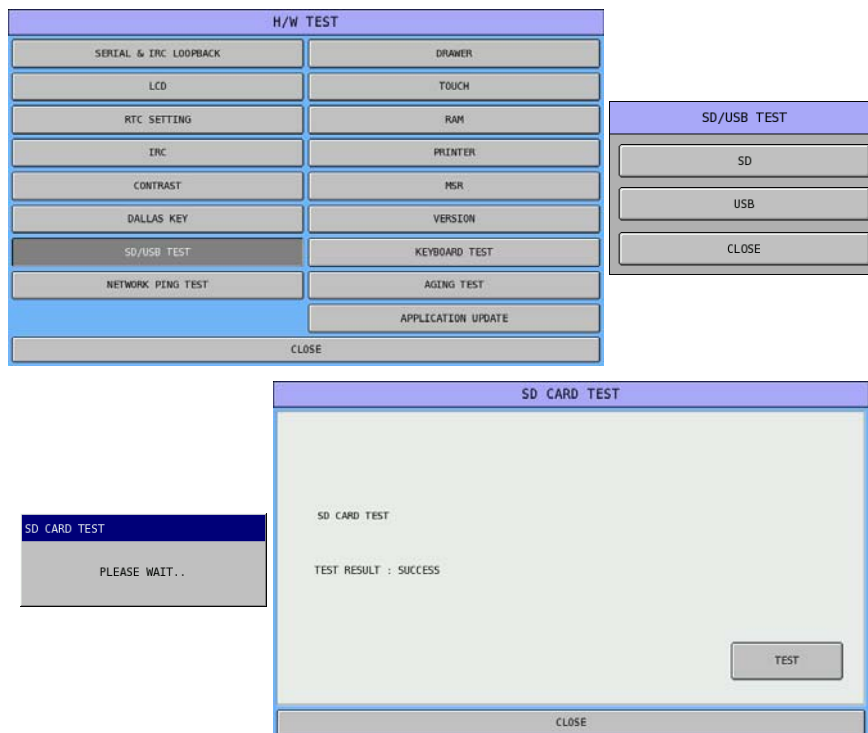 H/W TEST
SERIAL & IRC LOOPBACK
DRAWER
LCD
TOUCH
RTC SETTING
RAM
IRC
PRINTER
CONTRAST
MSR
DALLAS KEY
VERSION
SD/USB TEST
KEYBOARD TEST
NETWORK PING TEST
AGING TEST
APPLICATION UPDATE
CLOSE
SD/USB TEST
SD
USB
CLOSE
SD CARD TEST
PLEASE WAIT..
SD CARD TEST
SD CARD TEST
TEST RESULT : SUCCESS
TEST
CLOSE